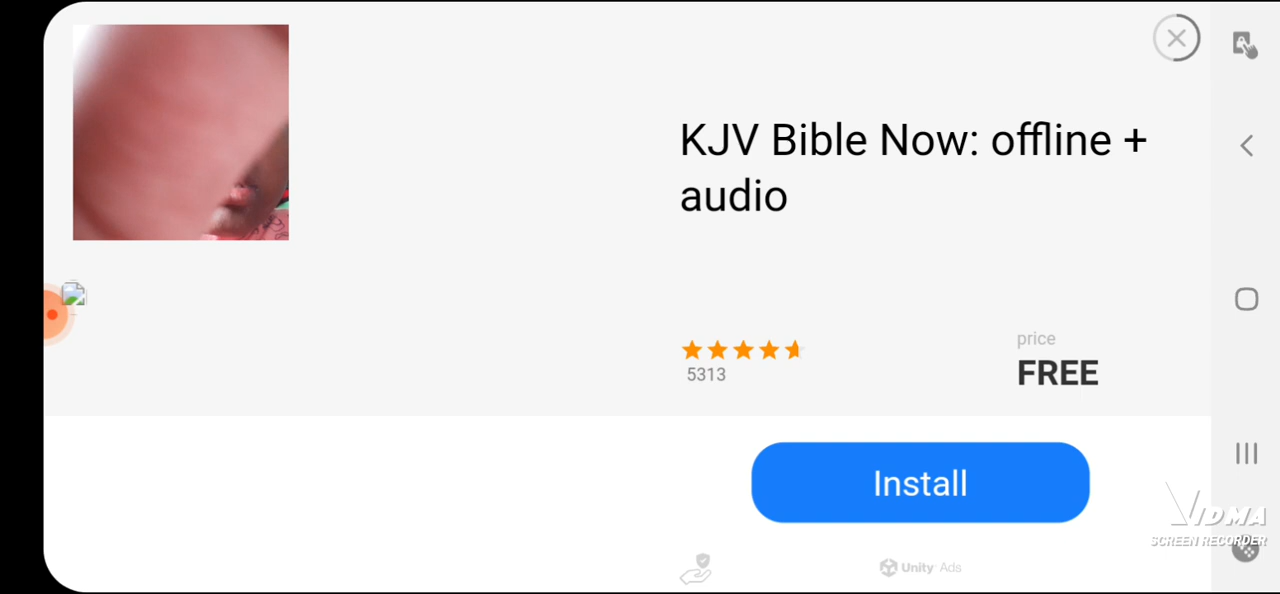 KJV Bible Now: offline +
audio
5313
price
FREE
Install
VIDMA
SCREEN RECORDER
Unity Ads